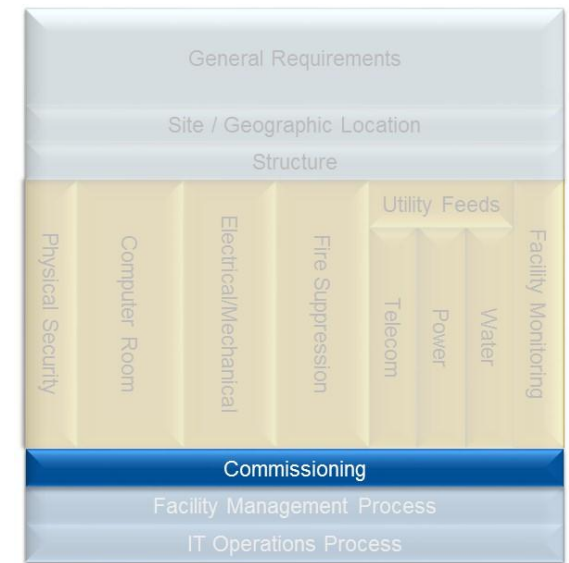 General Requirements
Site / Geographic Location
Structure
Physical Security
Computer Room
Electrical/Mechanical
Fire Suppression
Utility Feeds
Telecom
Power
Water
Facility Monitoring
Commissioning
Facility Management Process
IT Operations Process